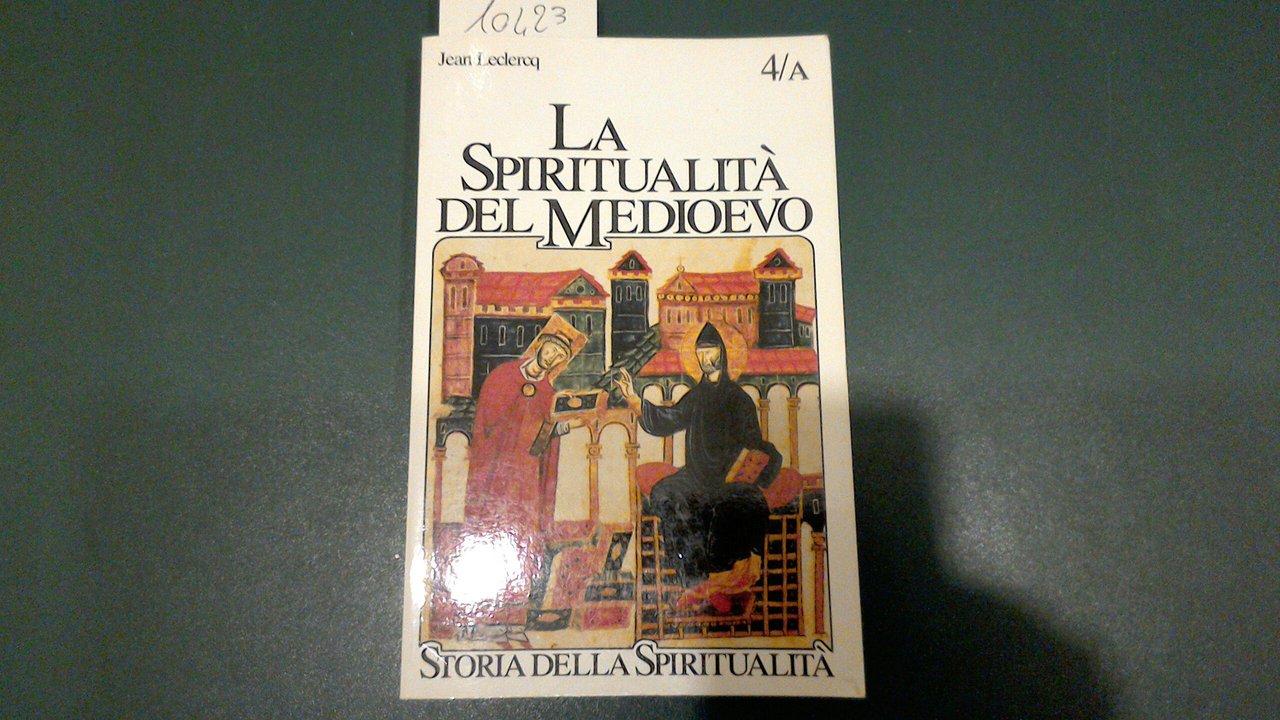 10423
Jean Leclercq
4/A
LA
SPIRITUALITÀ
DEL MEDIOEVO
STORIA DELLA SPIRITUALITÀ